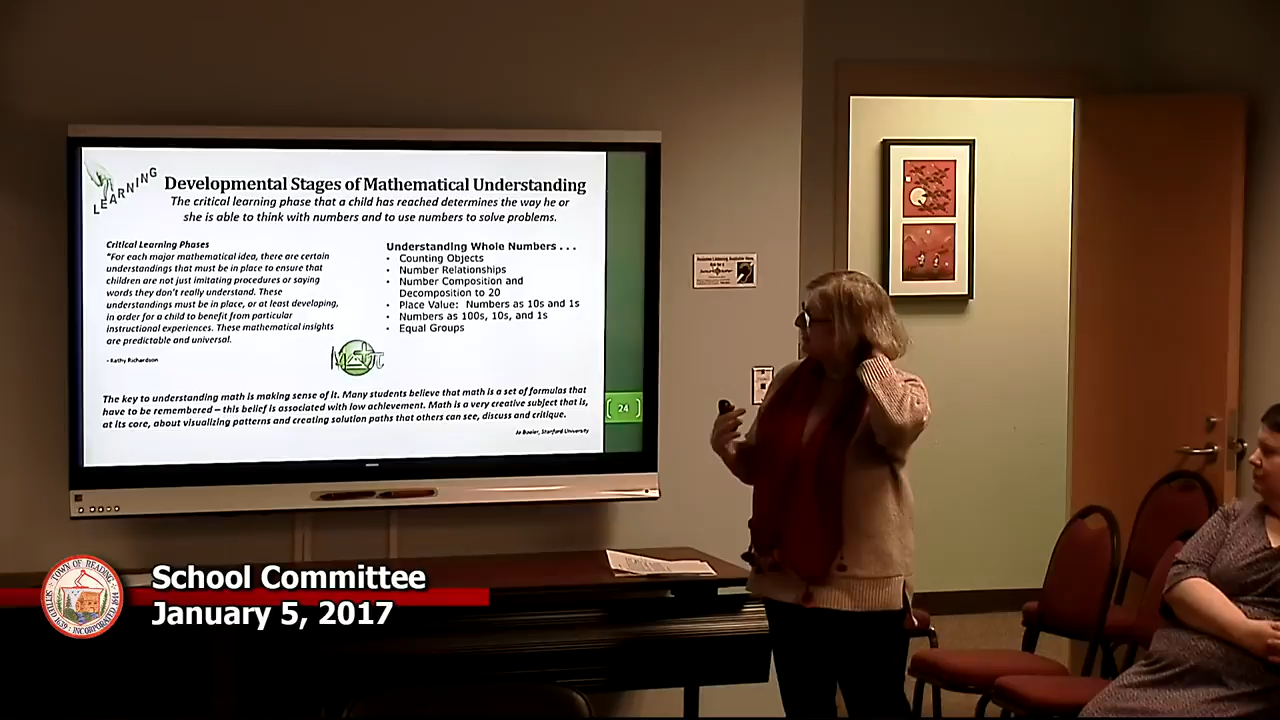 LEARNING
Developmental Stages of Mathematical Understanding
The critical learning phase that a child has reached determines the way he or
she is able to think with numbers and to use numbers to solve problems.
Critical Learning Phases
"For each major mathematical idea, there are certain
understandings that must be in place to ensure that
children are not just imitating procedures or saying
words they don't really understand. These
understandings must be in place, or at least developing,
in order for a child to benefit from particular
instructional experiences. These mathematical insights
are predictable and universal.
- Kathy Richardson
Understanding Whole Numbers . . .
• Counting Objects
• Number Relationships
• Number Composition and
Decomposition to 20
• Place Value: Numbers as 10s and 1s
• Numbers as 100s, 10s, and 1s
• Equal Groups
The key to understanding math is making sense of it. Many students believe that math is a set of formulas that
have to be remembered – this belief is associated with low achievement. Math is a very creative subject that is,
at its core, about visualizing patterns and creating solution paths that others can see, discuss and critique.
Jo Boaler, Stanford University
24
TOWN OF READING
School Committee
January 5, 2017